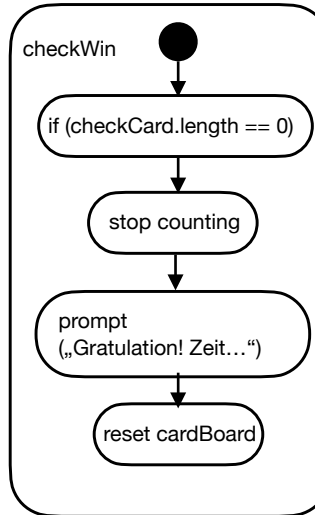 checkWin
if (checkCard.length == 0)
stop counting
prompt
(„Gratulation! Zeit…“)
reset cardBoard